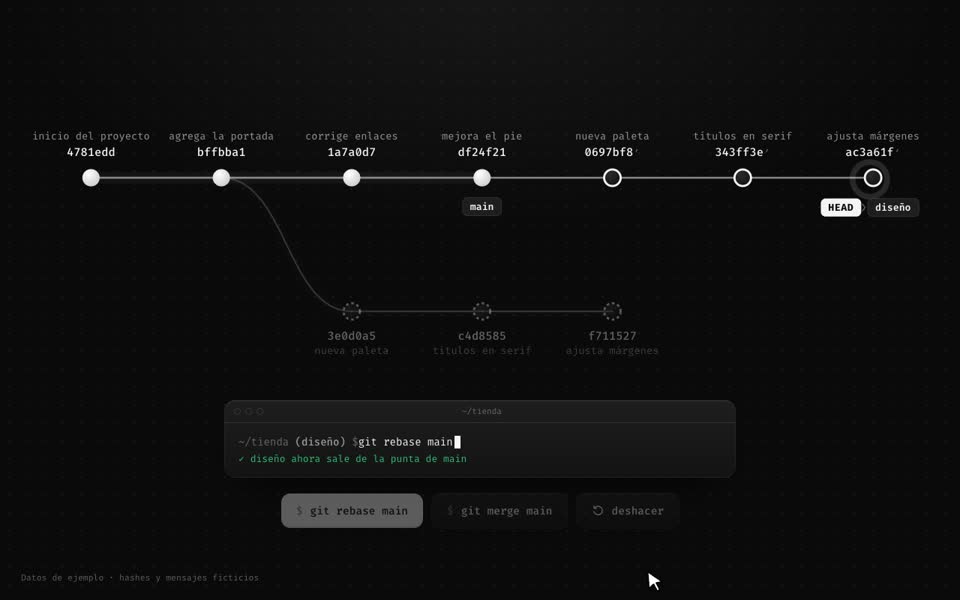 inicio del proyecto agrega la portada corrige enlaces mejora el pie nueva paleta titulos en serif ajusta márgenes
4781edd bffbba1 1a7a0d7 df24f21 0697bf8′ 343ff3e′ ac3a61f′
main HEAD diseño
3e0d0a5 c4d8585 f711527
nueva paleta titulos en serif ajusta márgenes
~/tienda
~/tienda (diseño) $git rebase main
✓ diseño ahora sale de la punta de main
$ git rebase main $ git merge main deshacer
Datos de ejemplo · hashes y mensajes ficticios